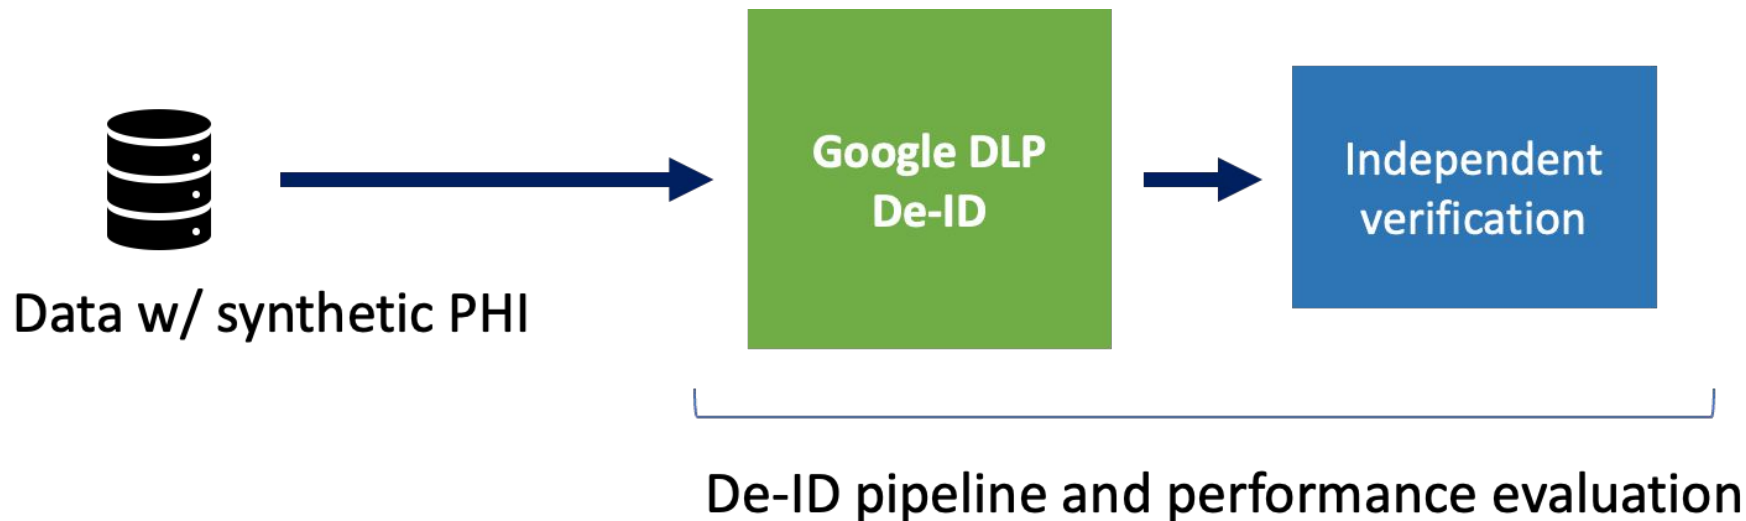 Google DLP
De-ID
Independent
verification
Data w/ synthetic PHI
De-ID pipeline and performance evaluation